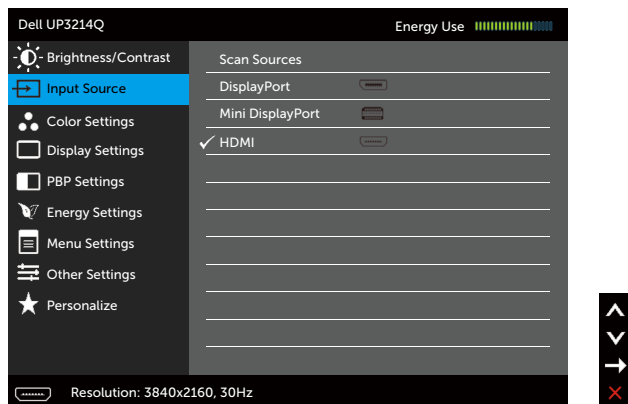 Dell UP3214Q
Energy Use
Brightness/Contrast
Input Source
Color Settings
Display Settings
PBP Settings
Energy Settings
Menu Settings
Other Settings
Personalize
Scan Sources
DisplayPort
Mini DisplayPort
HDMI
Resolution: 3840x2160, 30Hz